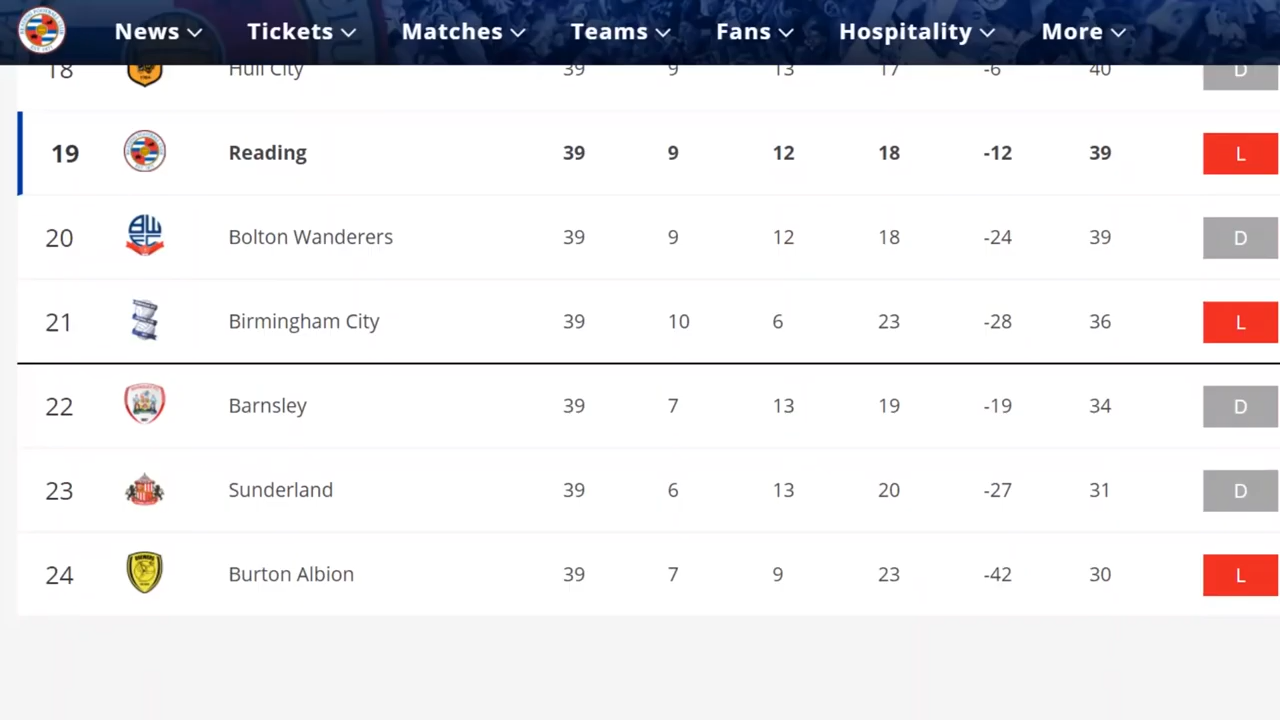 News Tickets Matches Teams Fans Hospitality More
18 Hull City 39 9 13 17 -6 40 D
19 Reading 39 9 12 18 -12 39 L
20 Bolton Wanderers 39 9 12 18 -24 39 D
21 Birmingham City 39 10 6 23 -28 36 L
22 Barnsley 39 7 13 19 -19 34 D
23 Sunderland 39 6 13 20 -27 31 D
24 Burton Albion 39 7 9 23 -42 30 L